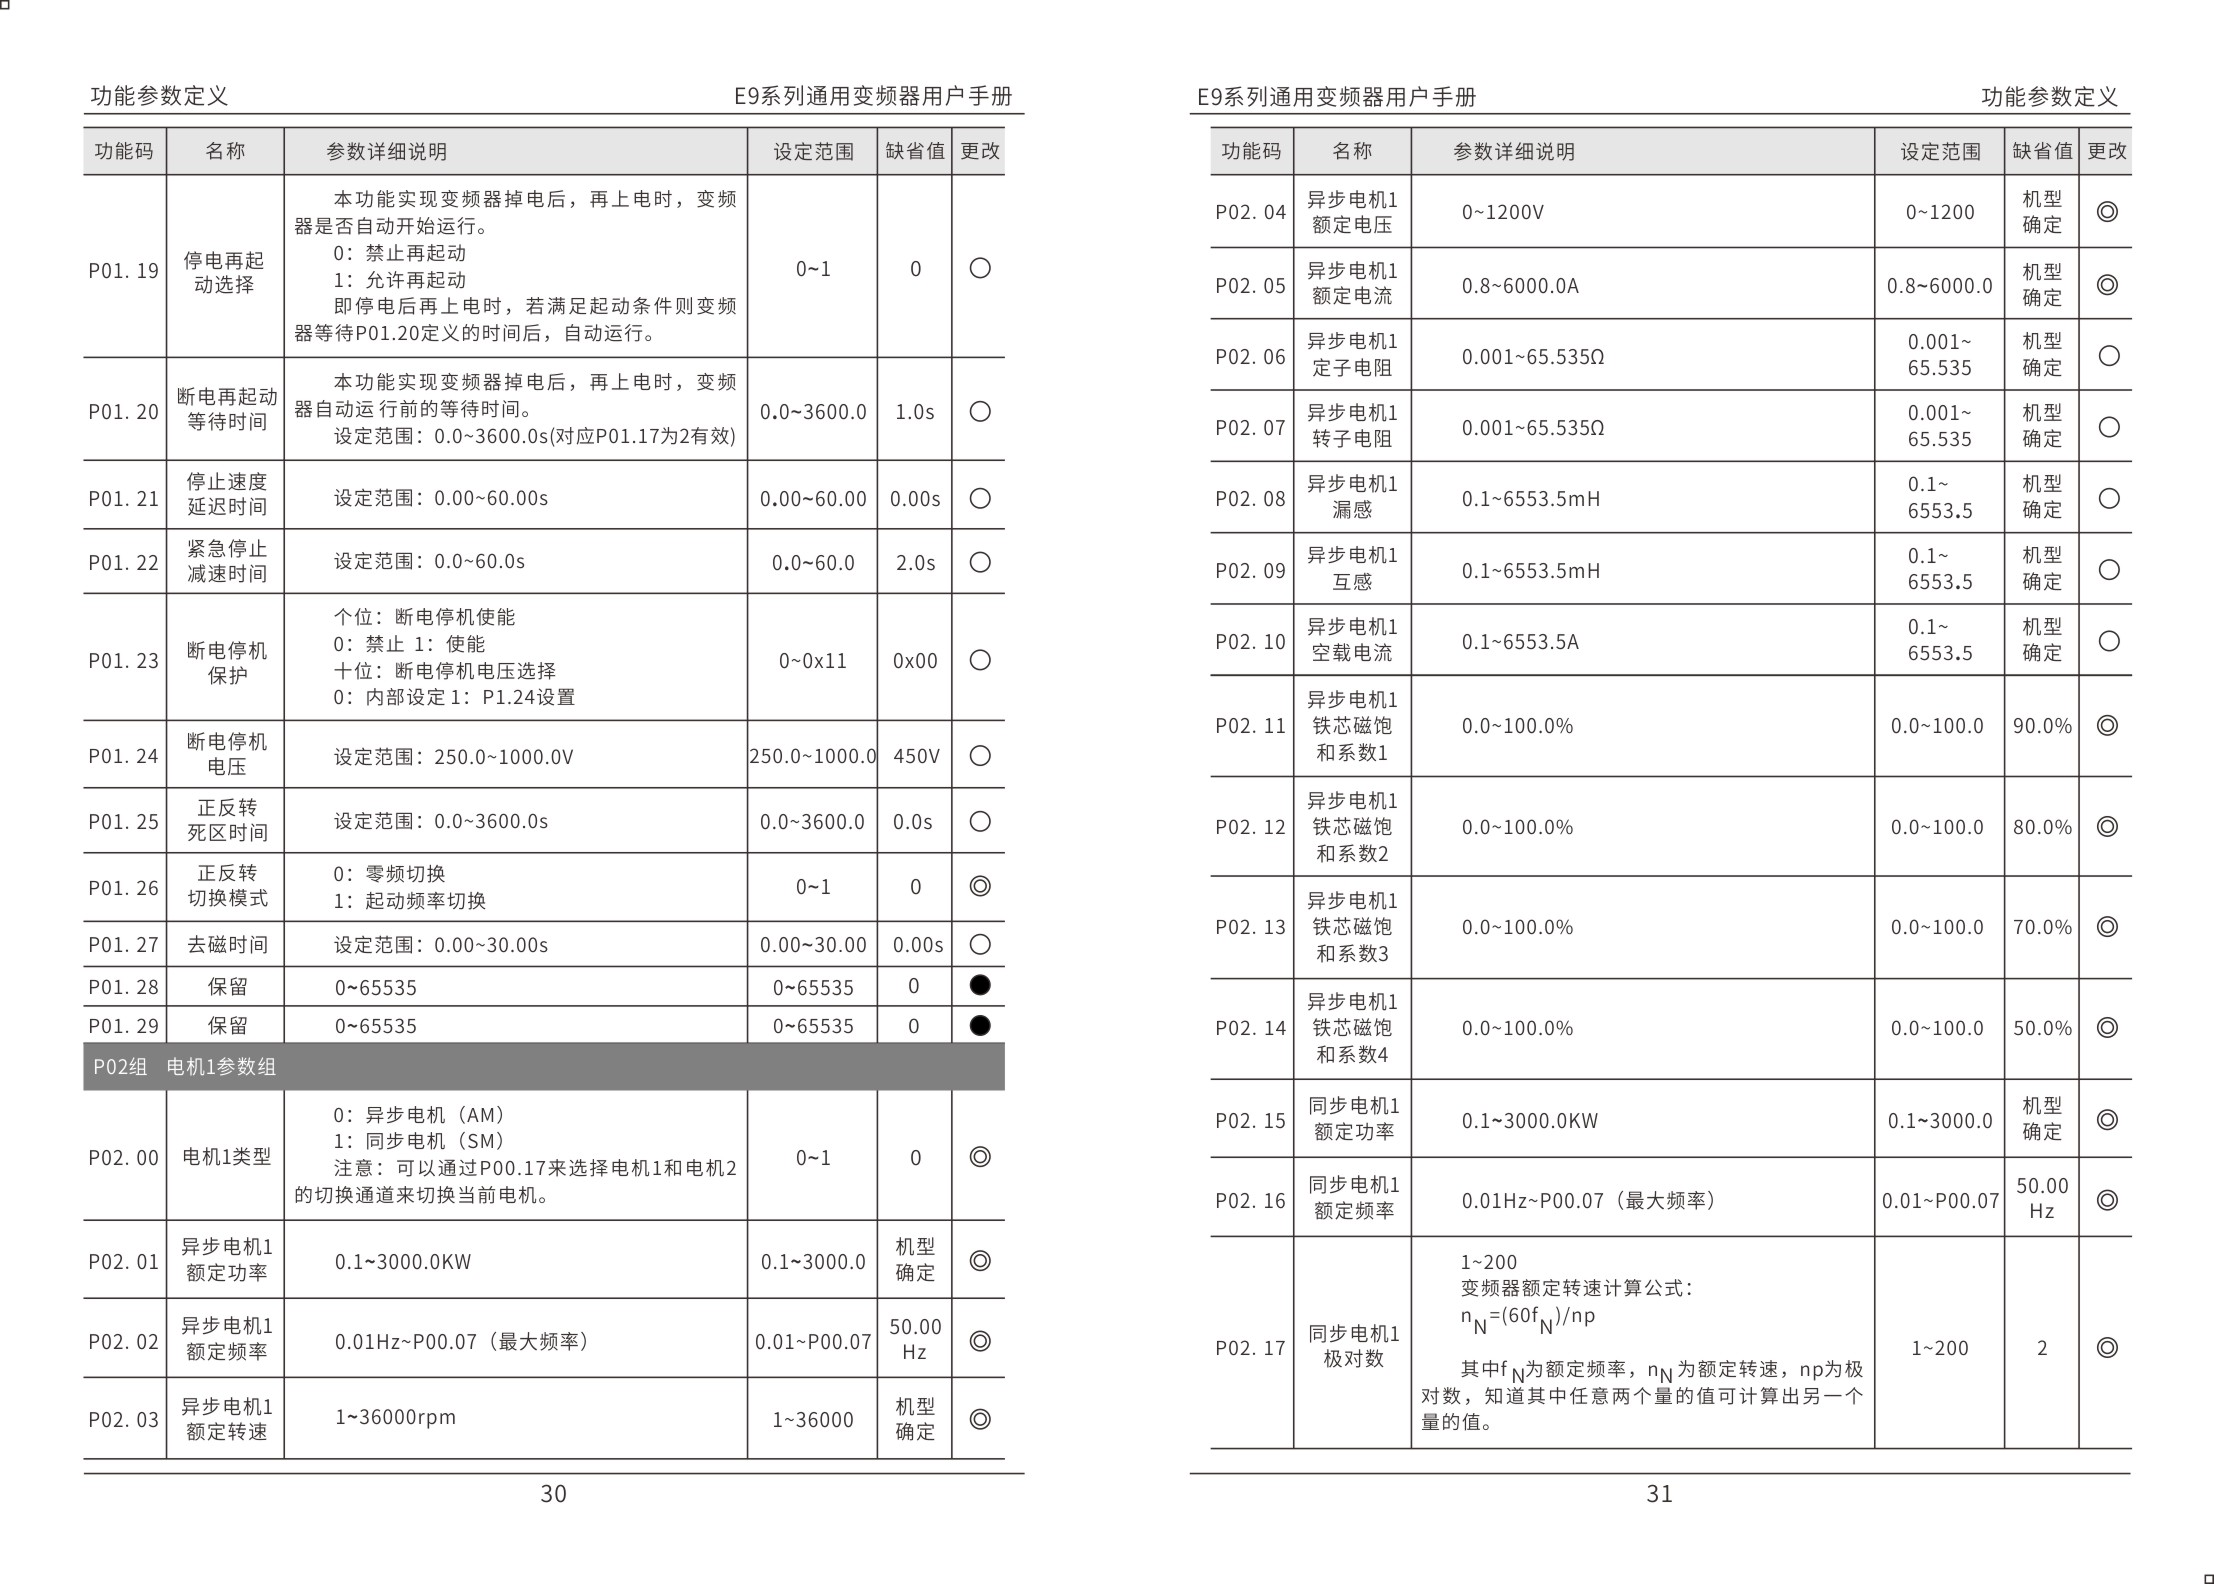 功能参数定义 E9系列通用变频器用户手册
功能码 名称 参数详细说明 设定范围 缺省值 更改
P01. 19
停电再起
动选择
本功能实现变频器掉电后，再上电时，变频
器是否自动开始运行。
0：禁止再起动
1：允许再起动
即停电后再上电时，若满足起动条件则变频
器等待P01.20定义的时间后，自动运行。
0~1 0 ○
P01. 20
断电再起动
等待时间
本功能实现变频器掉电后，再上电时，变频
器自动运 行前的等待时间。
设定范围：0.0~3600.0s(对应P01.17为2有效)
0.0~3600.0 1.0s ○
P01. 21
停止速度
延迟时间
设定范围：0.00~60.00s 0.00~60.00 0.00s ○
P01. 22
紧急停止
减速时间
设定范围：0.0~60.0s 0.0~60.0 2.0s ○
P01. 23
断电停机
保护
个位：断电停机使能
0：禁止 1：使能
十位：断电停机电压选择
0：内部设定 1：P1.24设置
0~0x11 0x00 ○
P01. 24
断电停机
电压
设定范围：250.0~1000.0V 250.0~1000.0 450V ○
P01. 25
正反转
死区时间
设定范围：0.0~3600.0s 0.0~3600.0 0.0s ○
P01. 26
正反转
切换模式
0：零频切换
1：起动频率切换
0~1 0 ◎
P01. 27 去磁时间 设定范围：0.00~30.00s 0.00~30.00 0.00s ○
P01. 28 保留 0~65535 0~65535 0 ●
P01. 29 保留 0~65535 0~65535 0 ●
P02组 电机1参数组
P02. 00 电机1类型
0：异步电机（AM）
1：同步电机（SM）
注意：可以通过P00.17来选择电机1和电机2
的切换通道来切换当前电机。
0~1 0 ◎
P02. 01
异步电机1
额定功率
0.1~3000.0KW 0.1~3000.0
机型
确定
◎
P02. 02
异步电机1
额定频率
0.01Hz~P00.07（最大频率） 0.01~P00.07
50.00
Hz
◎
P02. 03
异步电机1
额定转速
1~36000rpm 1~36000
机型
确定
◎
30
E9系列通用变频器用户手册 功能参数定义
功能码 名称 参数详细说明 设定范围 缺省值 更改
P02. 04
异步电机1
额定电压
0~1200V 0~1200
机型
确定
◎
P02. 05
异步电机1
额定电流
0.8~6000.0A 0.8~6000.0
机型
确定
◎
P02. 06
异步电机1
定子电阻
0.001~65.535Ω
0.001~
65.535
机型
确定
○
P02. 07
异步电机1
转子电阻
0.001~65.535Ω
0.001~
65.535
机型
确定
○
P02. 08
异步电机1
漏感
0.1~6553.5mH
0.1~
6553.5
机型
确定
○
P02. 09
异步电机1
互感
0.1~6553.5mH
0.1~
6553.5
机型
确定
○
P02. 10
异步电机1
空载电流
0.1~6553.5A
0.1~
6553.5
机型
确定
○
P02. 11
异步电机1
铁芯磁饱
和系数1
0.0~100.0% 0.0~100.0 90.0% ◎
P02. 12
异步电机1
铁芯磁饱
和系数2
0.0~100.0% 0.0~100.0 80.0% ◎
P02. 13
异步电机1
铁芯磁饱
和系数3
0.0~100.0% 0.0~100.0 70.0% ◎
P02. 14
异步电机1
铁芯磁饱
和系数4
0.0~100.0% 0.0~100.0 50.0% ◎
P02. 15
同步电机1
额定功率
0.1~3000.0KW 0.1~3000.0
机型
确定
◎
P02. 16
同步电机1
额定频率
0.01Hz~P00.07（最大频率） 0.01~P00.07
50.00
Hz
◎
P02. 17
同步电机1
极对数
1~200
变频器额定转速计算公式：
nN=(60fN)/np
其中fN为额定频率，nN为额定转速，np为极
对数，知道其中任意两个量的值可计算出另一个
量的值。
1~200 2 ◎
31